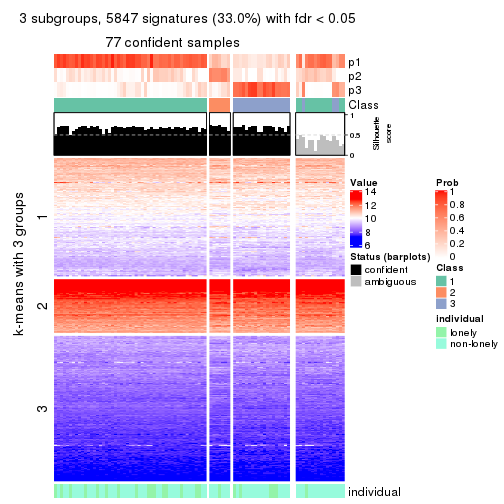 3 subgroups, 5847 signatures (33.0%) with fdr < 0.05
77 confident samples
p1
p2
p3
Class
1
0.5
0
Silhouette
score
k-means with 3 groups
1
2
3
individual
Value
14
12
10
8
6
Status (barplots)
confident
ambiguous
Prob
1
0.8
0.6
0.4
0.2
0
Class
1
2
3
individual
lonely
non-lonely